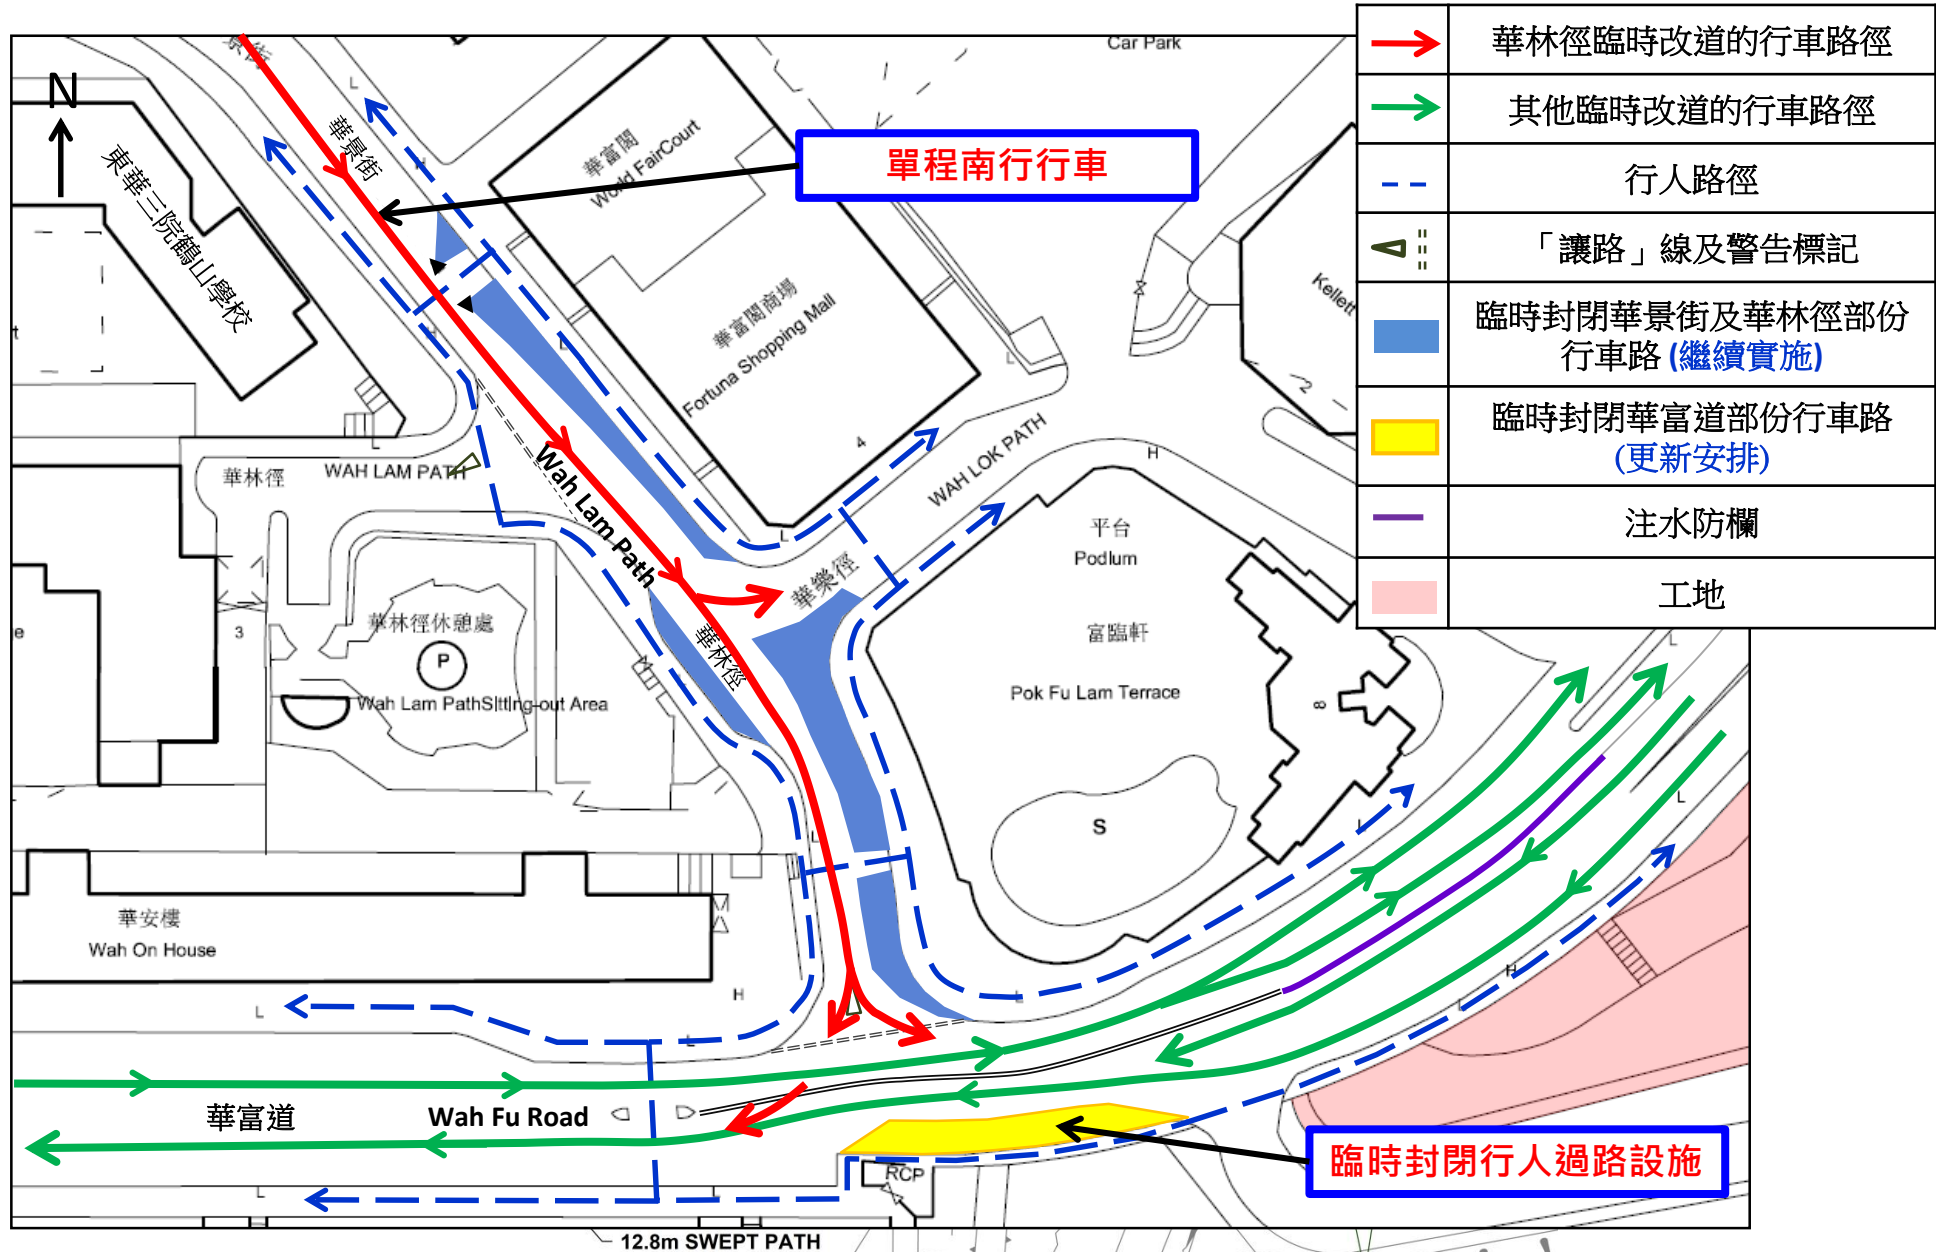 華林徑臨時改道的行車路徑
其他臨時改道的行車路徑
行人路徑
「讓路」線及警告標記
臨時封閉華景街及華林徑部份
行車路 (繼續實施)
臨時封閉華富道部份行車路
(更新安排)
注水防欄
工地
Car Park
景街
N
華景街
東華三院鶴山學校
華富閣
World FairCourt
單程南行行車
華富閣商場
Fortuna Shopping Mall
4
Kellett
2
t
華林徑
WAH LAM PATH
Wah Lam Path
WAH LOK PATH
華樂徑
平台
Podium
富臨軒
Pok Fu Lam Terrace
8
S
e
3
華林徑休憩處
P
Wah Lam PathSitting-out Area
華林徑
華安樓
Wah On House
H
H
H
H
L
L
L
L
L
L
L
L
L
L
L
華富道
Wah Fu Road
RCP
臨時封閉行人過路設施
12.8m SWEPT PATH